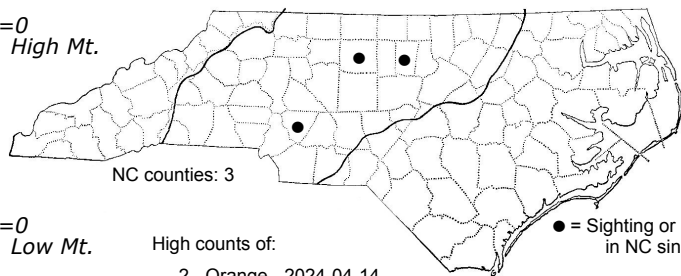 =0
High Mt.
NC counties: 3
=0
Low Mt.
High counts of:
● = Sighting or
in NC sin
2 - Orange - 2024-04-14